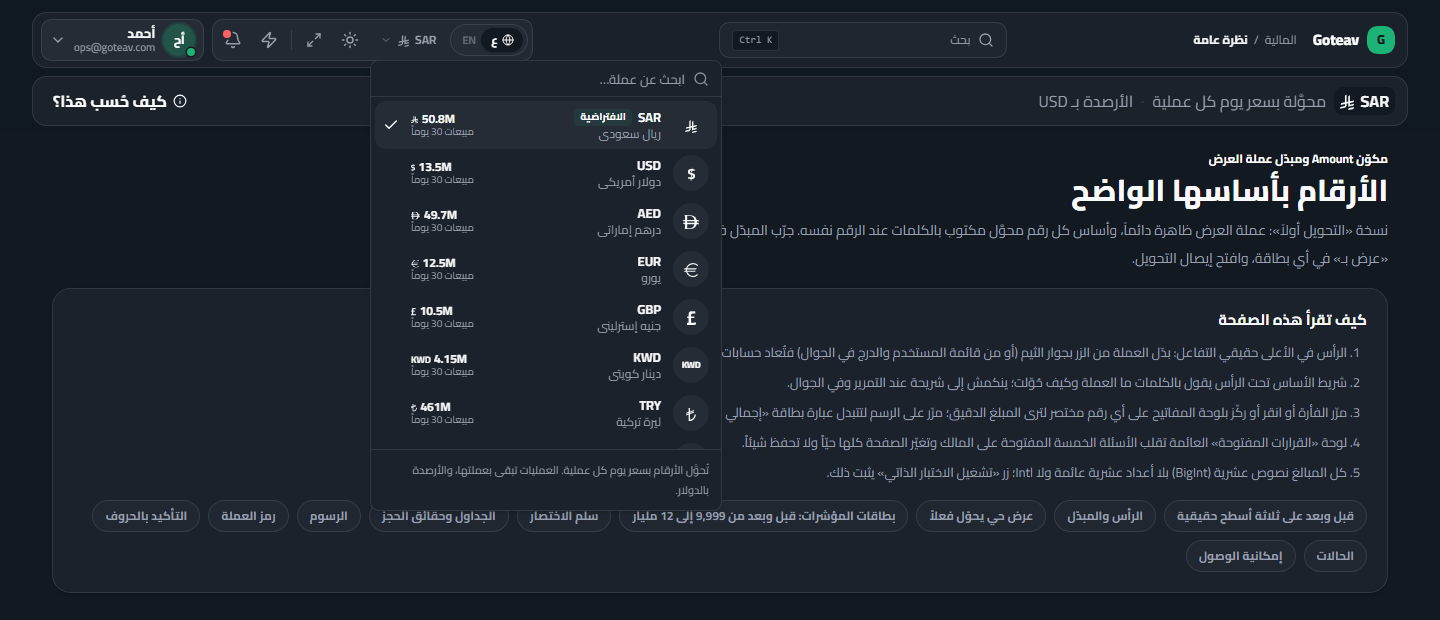 G Goteav المالية / نظرة عامة
بحث Ctrl K
ع EN
SAR
أح أحمد
ops@goteav.com
SAR محوَّلة بسعر يوم كل عملية · الأرصدة بـ USD
كيف حُسب هذا؟
ابحث عن عملة...
SAR الافتراضية
ريال سعودي
50.8M
مبيعات 30 يوماً
$ USD
دولار أمريكي
$ 13.5M
مبيعات 30 يوماً
AED
درهم إماراتي
49.7M
مبيعات 30 يوماً
€ EUR
يورو
€ 12.5M
مبيعات 30 يوماً
£ GBP
جنيه إسترليني
£ 10.5M
مبيعات 30 يوماً
KWD KWD
دينار كويتي
KWD 4.15M
مبيعات 30 يوماً
₺ TRY
ليرة تركية
₺ 461M
مبيعات 30 يوماً
تُحوَّل الأرقام بسعر يوم كل عملية. العمليات تبقى بعملتها، والأرصدة
بالدولار.
مكوّن Amount ومبدّل عملة العرض
الأرقام بأساسها الواضح
نسخة «التحويل أولاً»: عملة العرض ظاهرة دائماً، وأساس كل رقم محوَّل مكتوب بالكلمات عند الرقم نفسه. جرّب المبدّل
«عرض بـ» في أي بطاقة، وافتح إيصال التحويل.
كيف تقرأ هذه الصفحة
1. الرأس في الأعلى حقيقي التفاعل: بدّل العملة من الزر بجوار الثيم (أو من قائمة المستخدم والدرج في الجوال) فتُعاد حسابات
2. شريط الأساس تحت الرأس يقول بالكلمات ما العملة وكيف حُوّلت؛ ينكمش إلى شريحة عند التمرير وفي الجوال.
3. مرّر الفأرة أو انقر أو ركّز بلوحة المفاتيح على أي رقم مختصر لترى المبلغ الدقيق؛ مرّر على الرسم لتتبدل عبارة بطاقة «إجمالي
4. لوحة «القرارات المفتوحة» العائمة تقلب الأسئلة الخمسة المفتوحة على المالك وتغيّر الصفحة كلها حيّاً ولا تحفظ شيئاً.
5. كل المبالغ نصوص عشرية (BigInt) بلا أعداد عشرية عائمة ولا Intl؛ زر «تشغيل الاختبار الذاتي» يثبت ذلك.
قبل وبعد على ثلاثة أسطح حقيقية
الرأس والمبدّل
عرض حي يحوّل فعلاً
بطاقات المؤشرات: قبل وبعد من 9,999 إلى 12 مليار
سلم الاختصار
الجداول وحقائق الحجز
الرسوم
رمز العملة
التأكيد بالحروف
الحالات
إمكانية الوصول